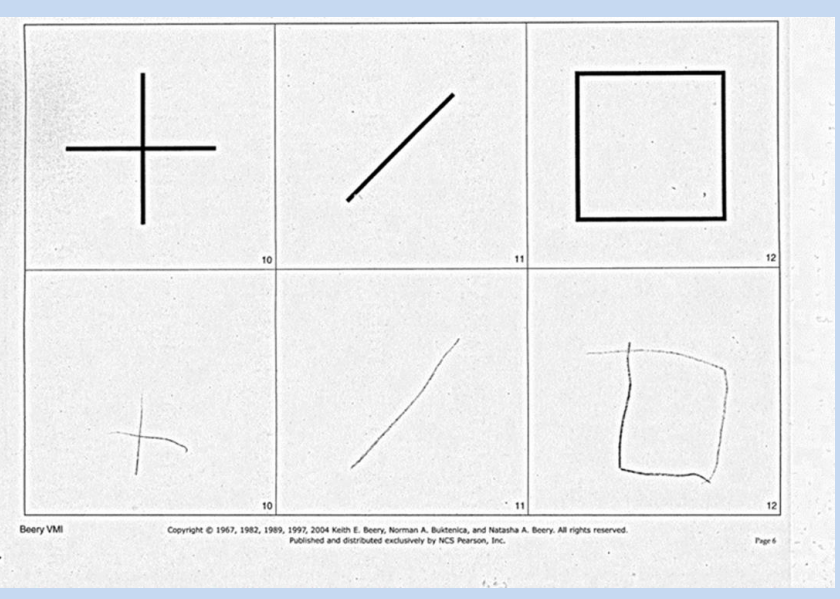 10 11 12
10 11 12
Beery VMI
Copyright © 1967, 1982, 1989, 1997, 2004 Keith E. Beery, Norman A. Buktenica, and Natasha A. Beery. All rights reserved.
Published and distributed exclusively by NCS Pearson, Inc.
Page 6